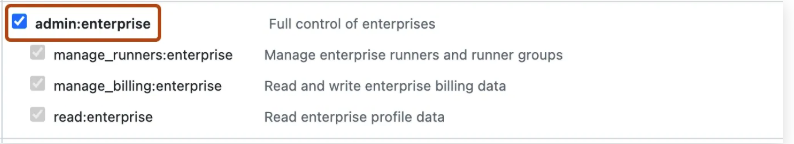 admin:enterprise Full control of enterprises
manage_runners:enterprise Manage enterprise runners and runner groups
manage_billing:enterprise Read and write enterprise billing data
read:enterprise Read enterprise profile data